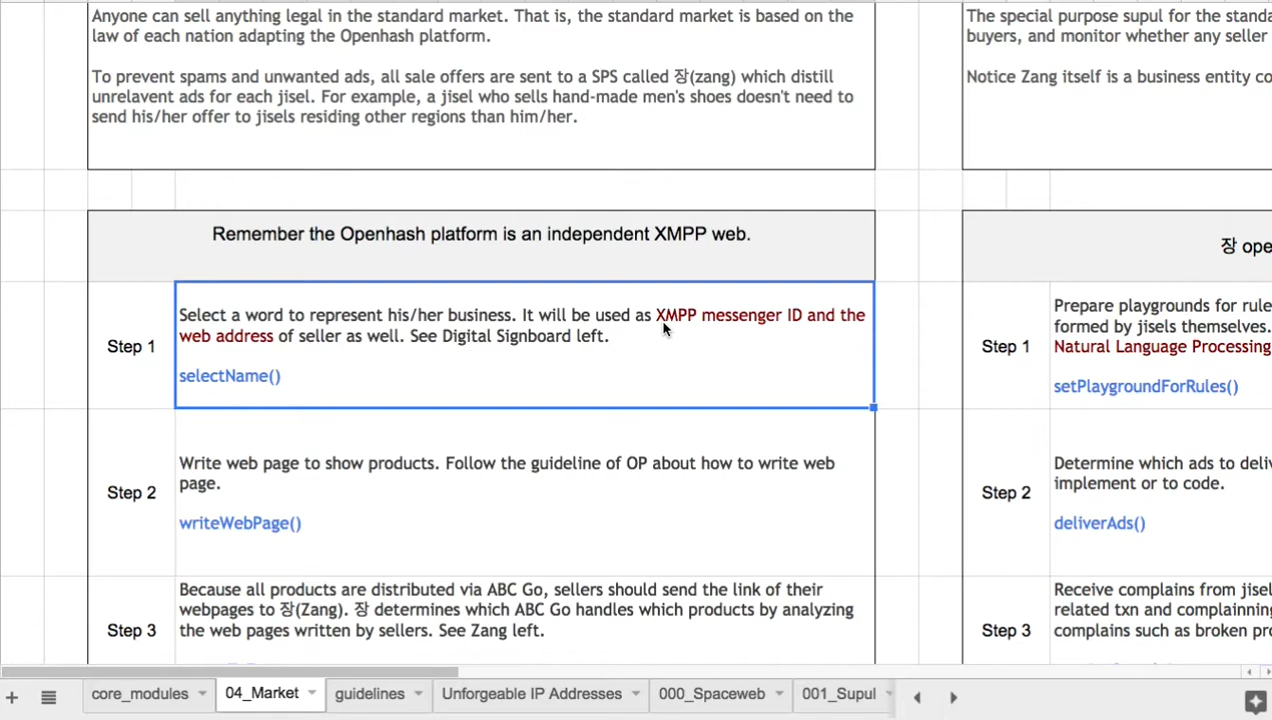 Anyone can sell anything legal in the standard market. That is, the standard market is based on the
law of each nation adapting the Openhash platform.
To prevent spams and unwanted ads, all sale offers are sent to a SPS called 장(zang) which distill
unrelavent ads for each jisel. For example, a jisel who sells hand-made men's shoes doesn't need to
send his/her offer to jisels residing other regions than him/her.
The special purpose supul for the standa
buyers, and monitor whether any seller
Notice Zang itself is a business entity co
Remember the Openhash platform is an independent XMPP web.
Step 1
Select a word to represent his/her business. It will be used as XMPP messenger ID and the
web address of seller as well. See Digital Signboard left.
selectName()
Step 2
Write web page to show products. Follow the guideline of OP about how to write web
page.
writeWebPage()
Step 3
Because all products are distributed via ABC Go, sellers should send the link of their
webpages to 장(Zang). 장 determines which ABC Go handles which products by analyzing
the web pages written by sellers. See Zang left.
장 ope
Step 1
Prepare playgrounds for rule
formed by jisels themselves.
Natural Language Processing
setPlaygroundForRules()
Step 2
Determine which ads to deliv
implement or to code.
deliverAds()
Step 3
Receive complains from jisel
related txn and complainning
complains such as broken pro
core_modules
04_Market
guidelines
Unforgeable IP Addresses
000_Spaceweb
001_Supul